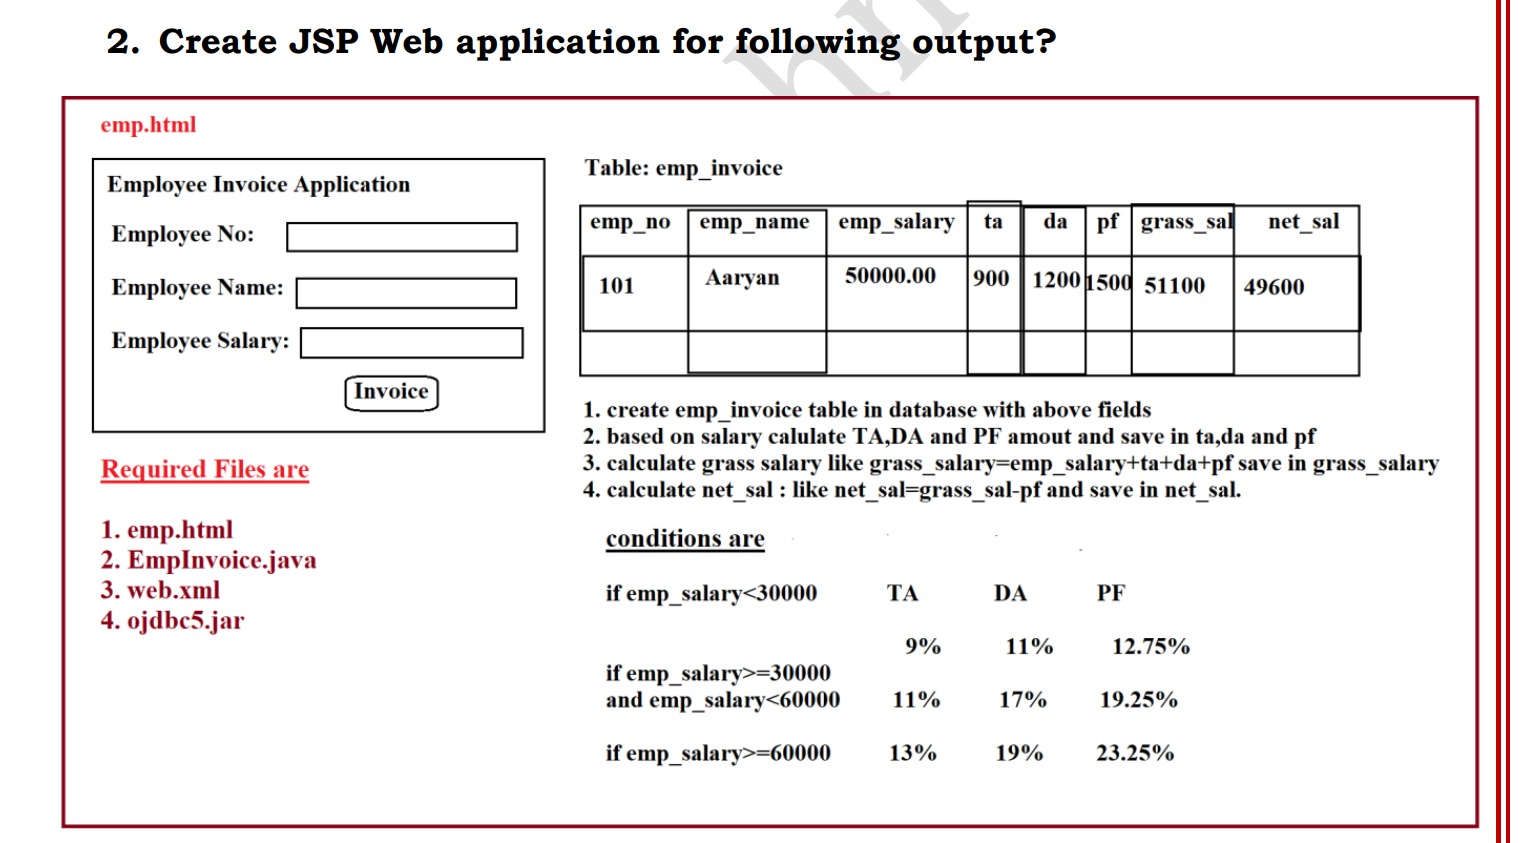 2. Create JSP Web application for following output?
emp.html
Employee Invoice Application
Employee No:
Employee Name:
Employee Salary:
Invoice
Required Files are
1. emp.html
2. EmpInvoice.java
3. web.xml
4. ojdbc5.jar
Table: emp_invoice
emp_no emp_name emp_salary ta da pf grass_sal net_sal
101 Aaryan 50000.00 900 1200 1500 51100 49600
1. create emp_invoice table in database with above fields
2. based on salary calulate TA,DA and PF amout and save in ta,da and pf
3. calculate grass salary like grass_salary=emp_salary+ta+da+pf save in grass_salary
4. calculate net_sal : like net_sal=grass_sal-pf and save in net_sal.
conditions are
if emp_salary<30000 TA DA PF
9% 11% 12.75%
if emp_salary>=30000
and emp_salary<60000 11% 17% 19.25%
if emp_salary>=60000 13% 19% 23.25%